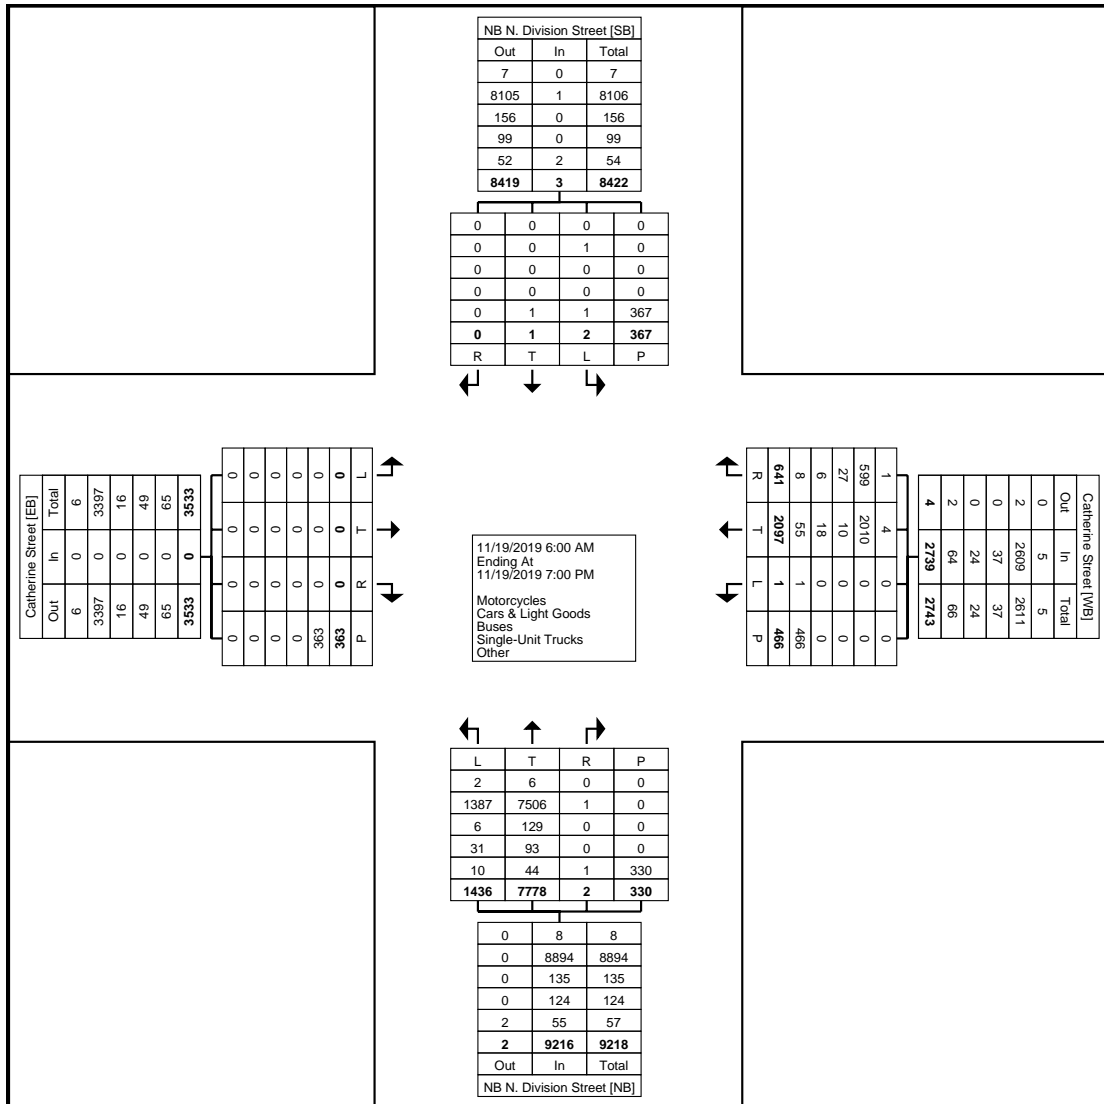 NB N. Division Street [SB]
Out In Total
7 0 7
8105 1 8106
156 0 156
99 0 99
52 2 54
8419 3 8422
0 0 0 0
0 0 1 0
0 0 0 0
0 0 0 0
0 1 1 367
0 1 2 367
R T L P
Catherine Street [EB]
Total 6 3397 16 49 65 3533
In 0 0 0 0 0 0
Out 6 3397 16 49 65 3533
0 0 0 0 0 0 L
0 0 0 0 0 0 T
0 0 0 0 0 0 R
0 0 0 0 363 363 P
11/19/2019 6:00 AM
Ending At
11/19/2019 7:00 PM
Motorcycles
Cars & Light Goods
Buses
Single-Unit Trucks
Other
R 641 8 6 27 599 1
T 2097 55 18 10 2010 4
L 1 1 0 0 0 0
P 466 466 0 0 0 0
Catherine Street [WB]
Out In Total
0 5 5
2 2609 2611
0 37 37
0 24 24
2 64 66
4 2739 2743
L T R P
2 6 0 0
1387 7506 1 0
6 129 0 0
31 93 0 0
10 44 1 330
1436 7778 2 330
0 8 8
0 8894 8894
0 135 135
0 124 124
2 55 57
2 9216 9218
Out In Total
NB N. Division Street [NB]